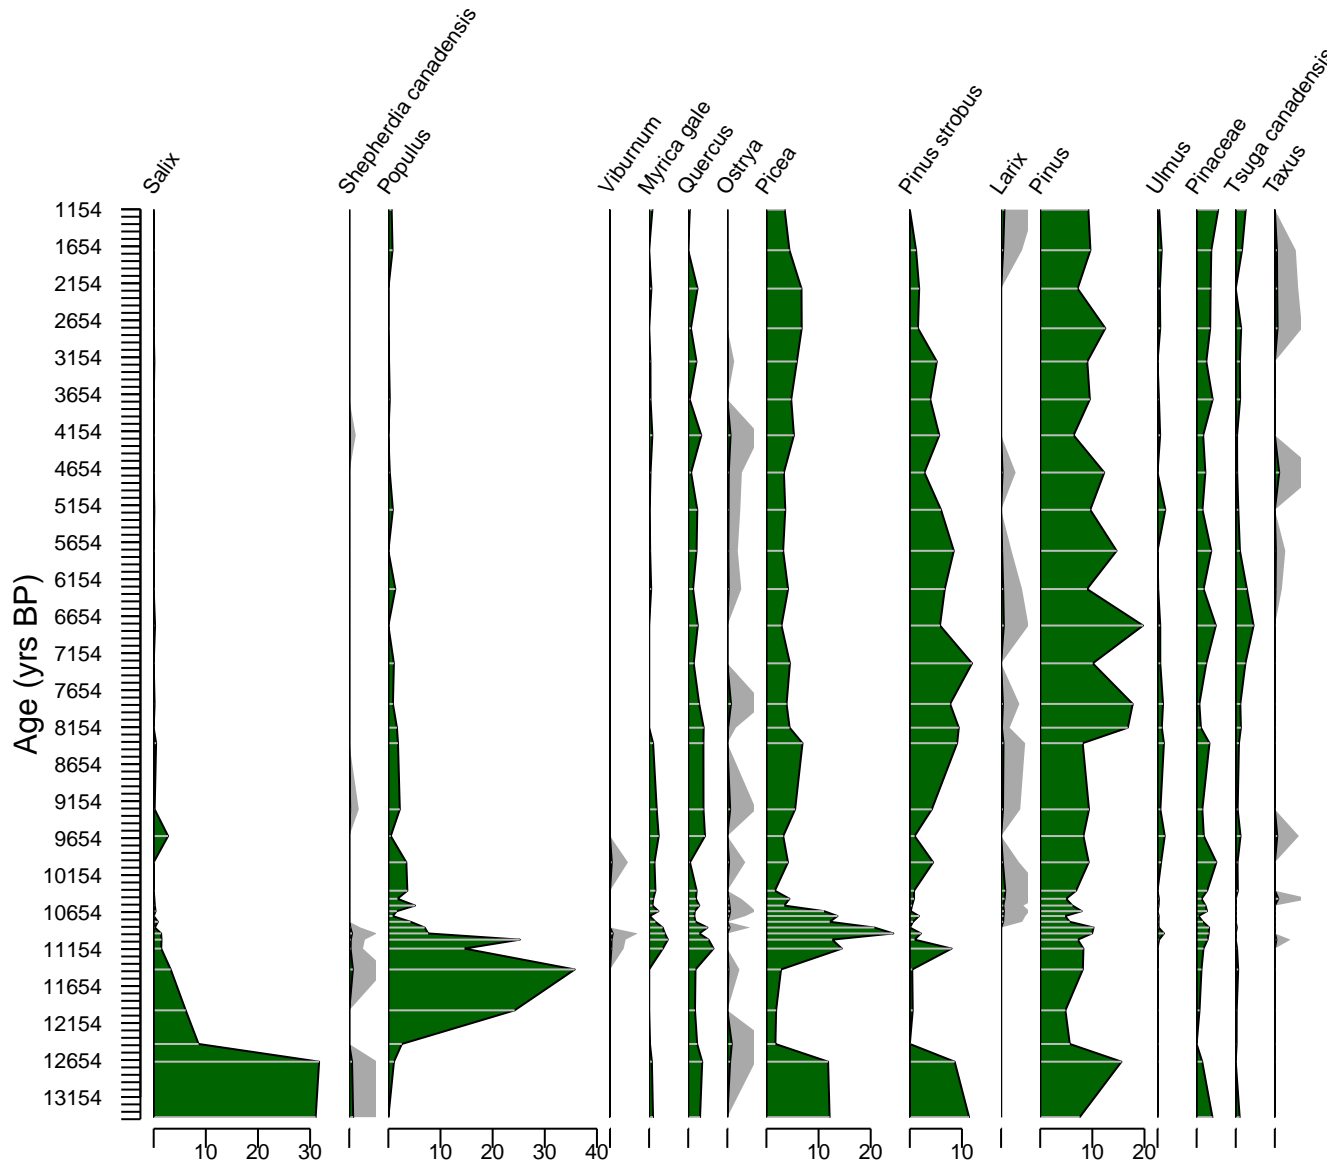 Salix
Shepherdia canadensis
Populus
Viburnum
Myrica gale
Quercus
Ostrya
Picea
Pinus strobus
Larix
Pinus
Ulmus
Pinaceae
Tsuga canadensis
Taxus
Age (yrs BP)
1154
1654
2154
2654
3154
3654
4154
4654
5154
5654
6154
6654
7154
7654
8154
8654
9154
9654
10154
10654
11154
11654
12154
12654
13154
10 20 30 10 20 30 40 10 20 10 10 20